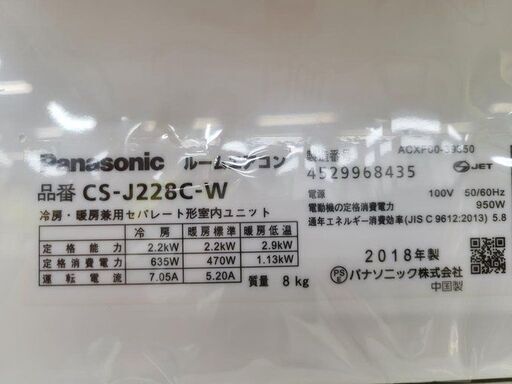 Panasonic ルームエアコン
品番 CS-J228C-W
冷房・暖房兼用セパレート形室内ユニット
冷房 暖房標準 暖房低温
定格能力 2.2kW 2.2kW 2.9kW
定格消費電力 635W 470W 1.13kW
運転電流 7.05A 5.20A
質量 8kg
製造番号
4529968435
JET
電源 100V 50/60Hz
電動機の定格消費電力 950W
通年エネルギー消費効率(JIS C 9612:2013) 5.8
2018年製
PSE パナソニック株式会社
中国製